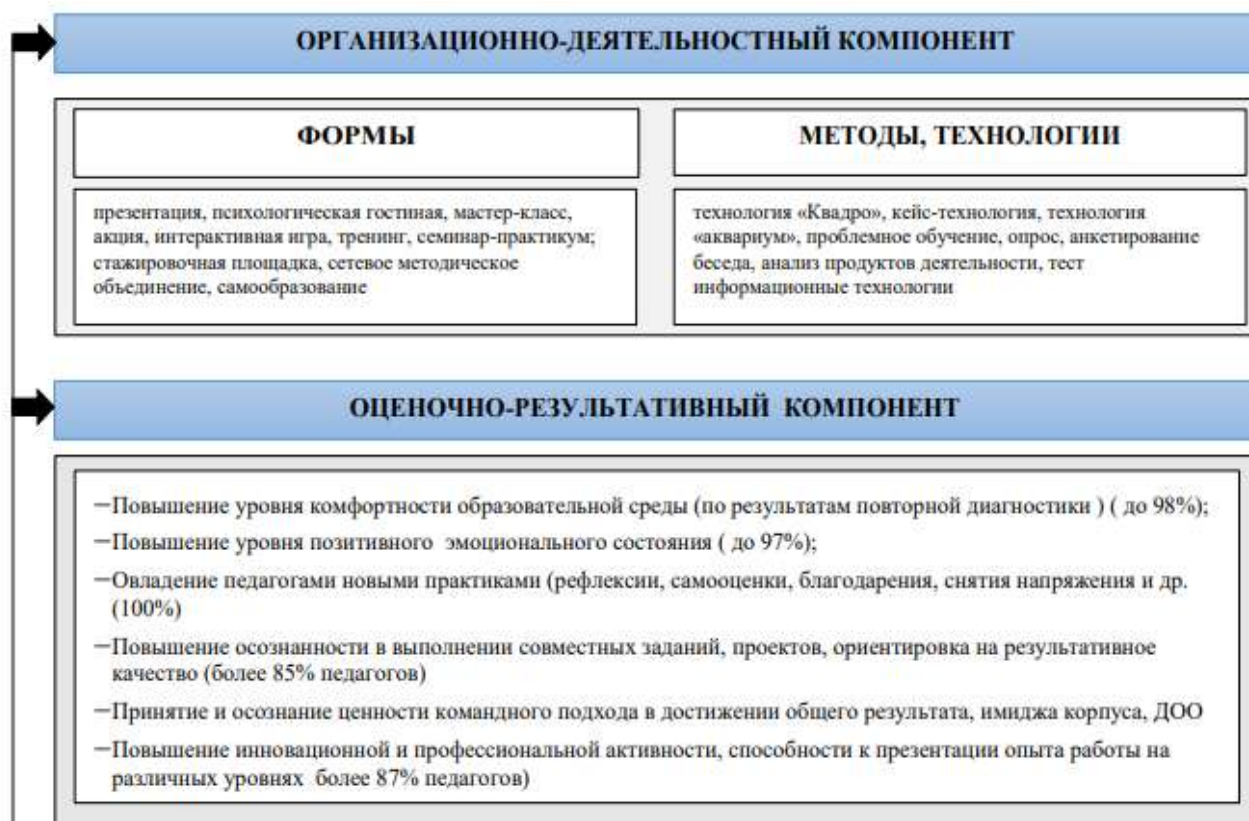 ОРГАНИЗАЦИОННО-ДЕЯТЕЛЬНОСТНЫЙ КОМПОНЕНТ
ФОРМЫ
презентация, психологическая гостиная, мастер-класс,
акция, интерактивная игра, тренинг, семинар-практикум;
стажировочная площадка, сетевое методическое
объединение, самообразование
МЕТОДЫ, ТЕХНОЛОГИИ
технология «Квадро», кейс-технология, технология
«аквариум», проблемное обучение, опрос, анкетирование
беседа, анализ продуктов деятельности, тест
информационные технологии
ОЦЕНОЧНО-РЕЗУЛЬТАТИВНЫЙ КОМПОНЕНТ
—Повышение уровня комфортности образовательной среды (по результатам повторной диагностики ) ( до 98%);
—Повышение уровня позитивного эмоционального состояния ( до 97%);
—Овладение педагогами новыми практиками (рефлексии, самооценки, благодарения, снятия напряжения и др.
(100%)
—Повышение осознанности в выполнении совместных заданий, проектов, ориентировка на результативное
качество (более 85% педагогов)
—Принятие и осознание ценности командного подхода в достижении общего результата, имиджа корпуса, ДОО
—Повышение инновационной и профессиональной активности, способности к презентации опыта работы на
различных уровнях более 87% педагогов)